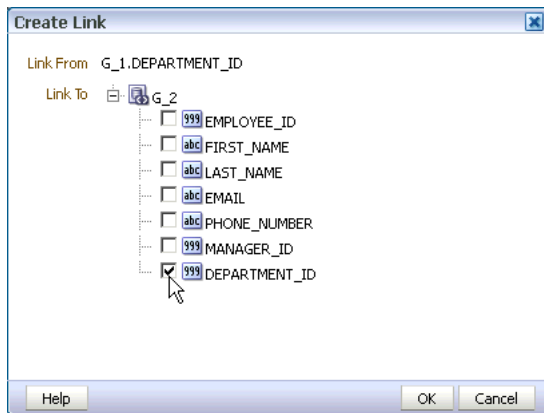 Create Link
Link From G_1.DEPARTMENT_ID
Link To G_2
999 EMPLOYEE_ID
abc FIRST_NAME
abc LAST_NAME
abc EMAIL
abc PHONE_NUMBER
999 MANAGER_ID
999 DEPARTMENT_ID
Help OK Cancel